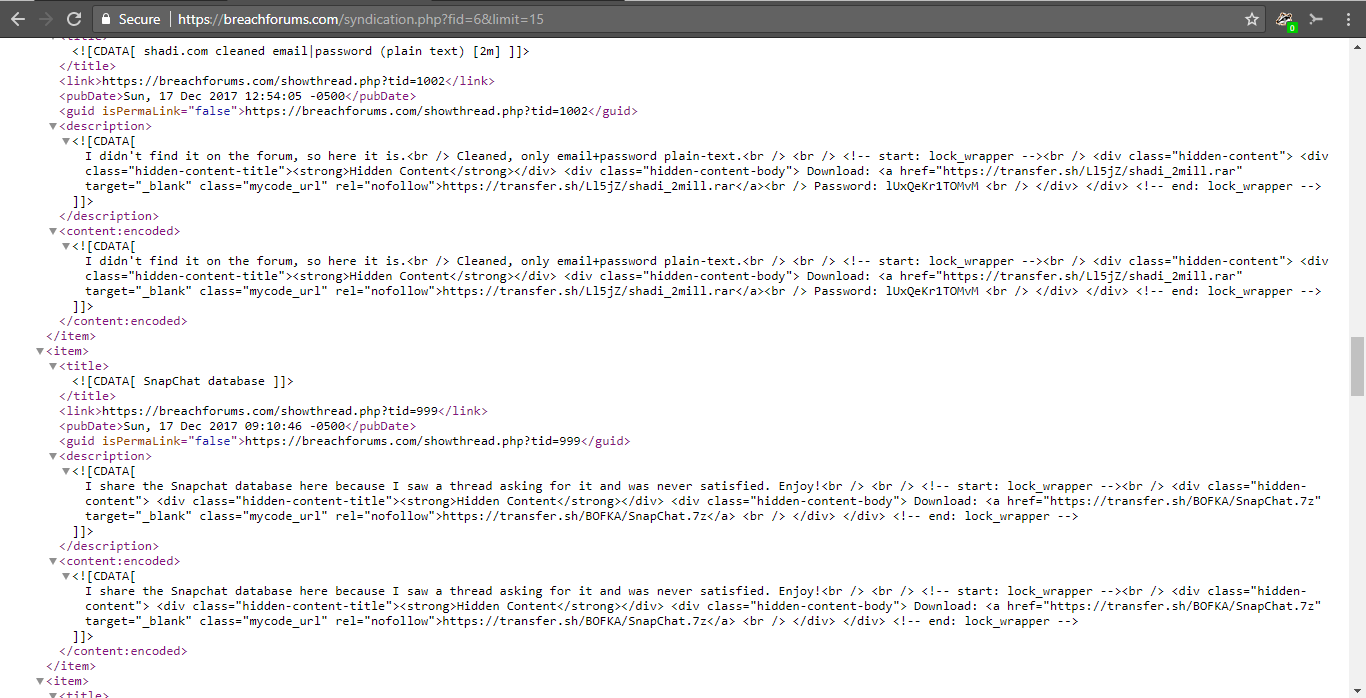 Secure | https://breachforums.com/syndication.php?fid=6&limit=15
0
<![CDATA[ shadi.com cleaned email|password (plain text) [2m] ]]>
</title>
<link>https://breachforums.com/showthread.php?tid=1002</link>
<pubDate>Sun, 17 Dec 2017 12:54:05 -0500</pubDate>
<guid isPermaLink="false">https://breachforums.com/showthread.php?tid=1002</guid>
▼<description>
▼<![CDATA[
I didn't find it on the forum, so here it is.<br /> Cleaned, only email+password plain-text.<br /> <br /> <!-- start: lock_wrapper --><br /> <div class="hidden-content"> <div
class="hidden-content-title"><strong>Hidden Content</strong></div> <div class="hidden-content-body"> Download: <a href="https://transfer.sh/Ll5jZ/shadi_2mill.rar"
target="_blank" class="mycode_url" rel="nofollow">https://transfer.sh/Ll5jZ/shadi_2mill.rar</a><br /> Password: lUxQeKr1TOMvM <br /> </div> </div> <!-- end: lock_wrapper -->
]]>
</description>
▼<content:encoded>
▼<![CDATA[
I didn't find it on the forum, so here it is.<br /> Cleaned, only email+password plain-text.<br /> <br /> <!-- start: lock_wrapper --><br /> <div class="hidden-content"> <div
class="hidden-content-title"><strong>Hidden Content</strong></div> <div class="hidden-content-body"> Download: <a href="https://transfer.sh/Ll5jZ/shadi_2mill.rar"
target="_blank" class="mycode_url" rel="nofollow">https://transfer.sh/Ll5jZ/shadi_2mill.rar</a><br /> Password: lUxQeKr1TOMvM <br /> </div> </div> <!-- end: lock_wrapper -->
]]>
</content:encoded>
</item>
▼<item>
▼<title>
<![CDATA[ SnapChat database ]]>
</title>
<link>https://breachforums.com/showthread.php?tid=999</link>
<pubDate>Sun, 17 Dec 2017 09:10:46 -0500</pubDate>
<guid isPermaLink="false">https://breachforums.com/showthread.php?tid=999</guid>
▼<description>
▼<![CDATA[
I share the Snapchat database here because I saw a thread asking for it and was never satisfied. Enjoy!<br /> <br /> <!-- start: lock_wrapper --><br /> <div class="hidden-
content"> <div class="hidden-content-title"><strong>Hidden Content</strong></div> <div class="hidden-content-body"> Download: <a href="https://transfer.sh/BOFKA/SnapChat.7z"
target="_blank" class="mycode_url" rel="nofollow">https://transfer.sh/BOFKA/SnapChat.7z</a> <br /> </div> </div> <!-- end: lock_wrapper -->
]]>
</description>
▼<content:encoded>
▼<![CDATA[
I share the Snapchat database here because I saw a thread asking for it and was never satisfied. Enjoy!<br /> <br /> <!-- start: lock_wrapper --><br /> <div class="hidden-
content"> <div class="hidden-content-title"><strong>Hidden Content</strong></div> <div class="hidden-content-body"> Download: <a href="https://transfer.sh/BOFKA/SnapChat.7z"
target="_blank" class="mycode_url" rel="nofollow">https://transfer.sh/BOFKA/SnapChat.7z</a> <br /> </div> </div> <!-- end: lock_wrapper -->
]]>
</content:encoded>
</item>
▼<item>
▼<title>